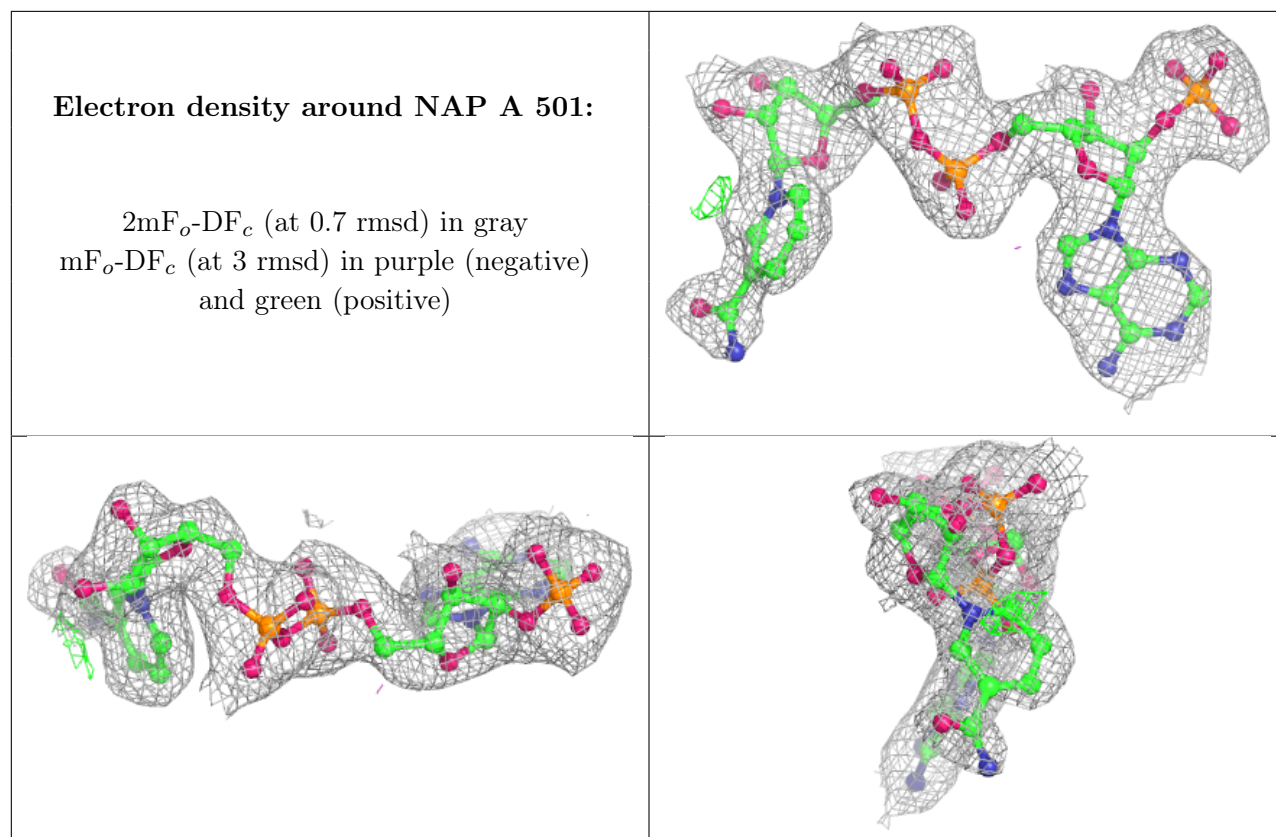 Electron density around NAP A 501:
2mFₒ-DF𝑐 (at 0.7 rmsd) in gray
mFₒ-DF𝑐 (at 3 rmsd) in purple (negative)
and green (positive)